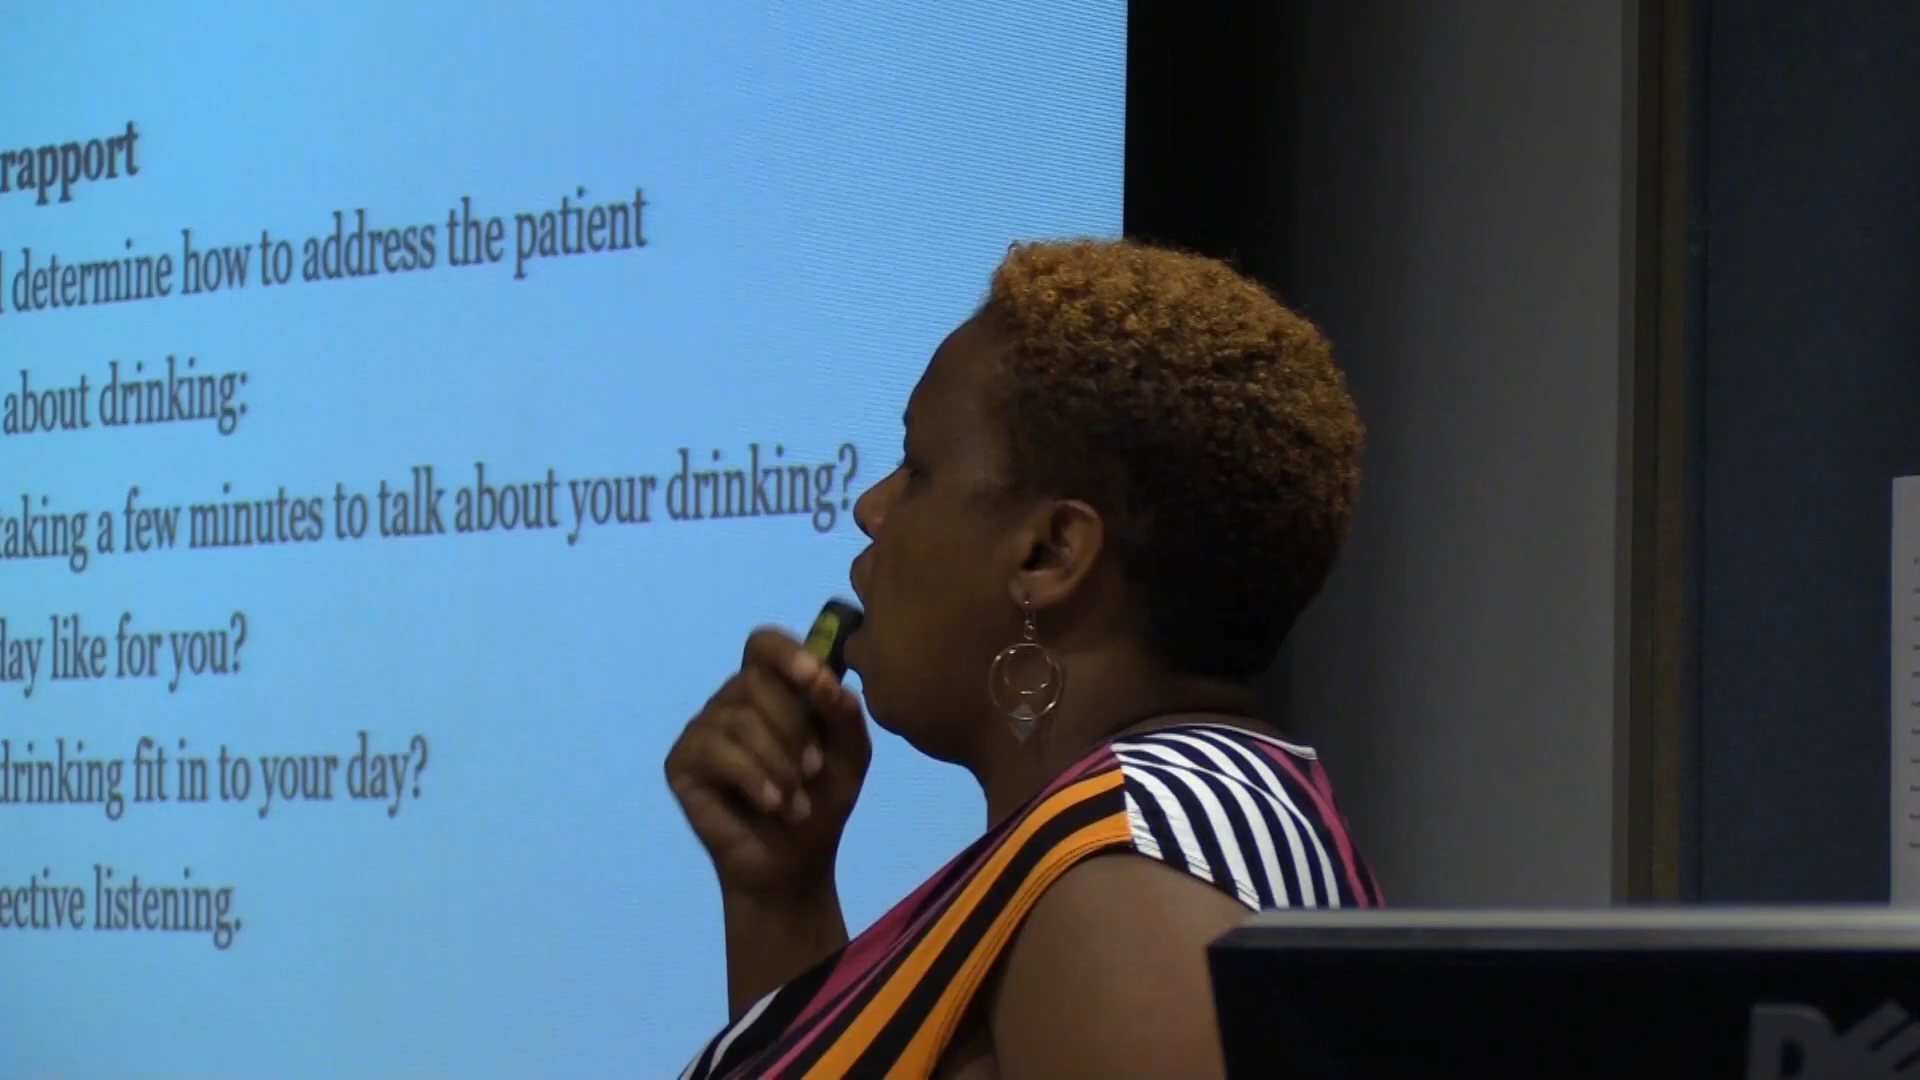 rapport
determine how to address the patient
about drinking:
taking a few minutes to talk about your drinking?
day like for you?
drinking fit in to your day?
ective listening.